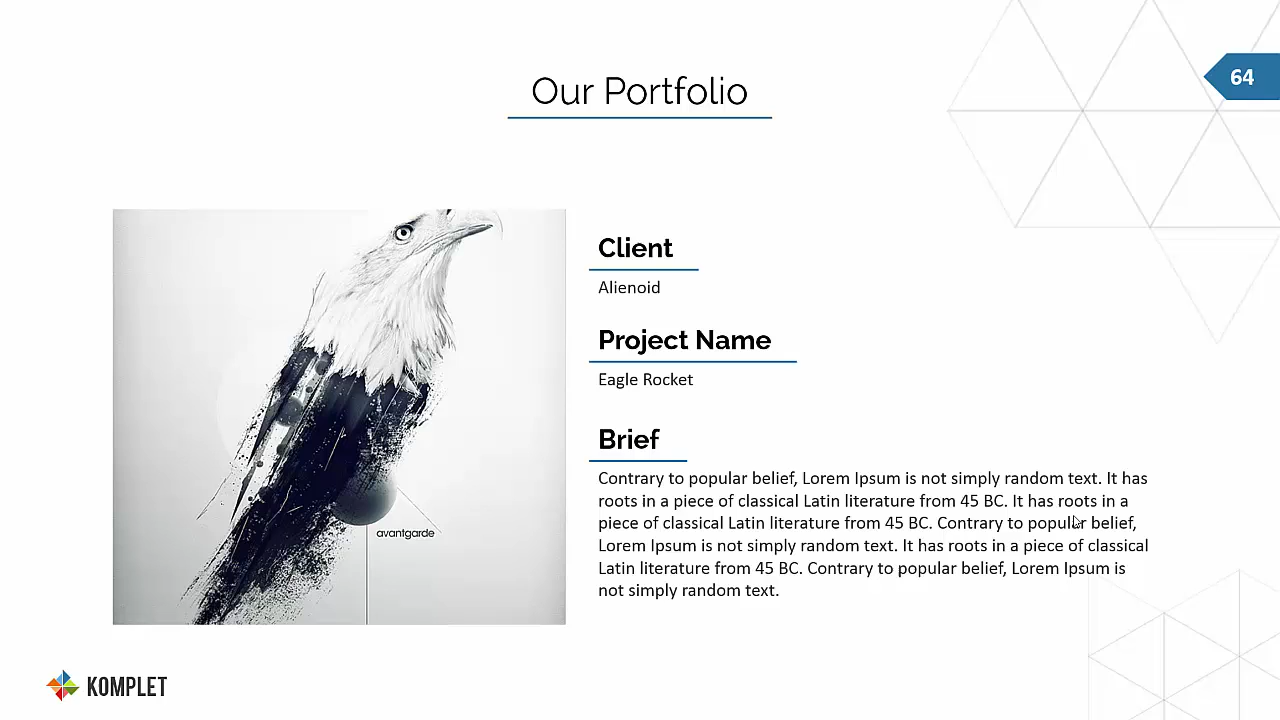 Our Portfolio
64
Client
Alienoid
Project Name
Eagle Rocket
Brief
Contrary to popular belief, Lorem Ipsum is not simply random text. It has
roots in a piece of classical Latin literature from 45 BC. It has roots in a
piece of classical Latin literature from 45 BC. Contrary to popular belief,
Lorem Ipsum is not simply random text. It has roots in a piece of classical
Latin literature from 45 BC. Contrary to popular belief, Lorem Ipsum is
not simply random text.
avantgarde
KOMPLET